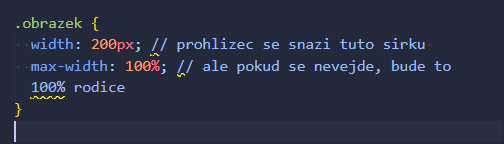 .obrazek {
width: 200px; // prohlizec se snazi tuto sirku
max-width: 100%; // ale pokud se nevejde, bude to
100% rodice
}